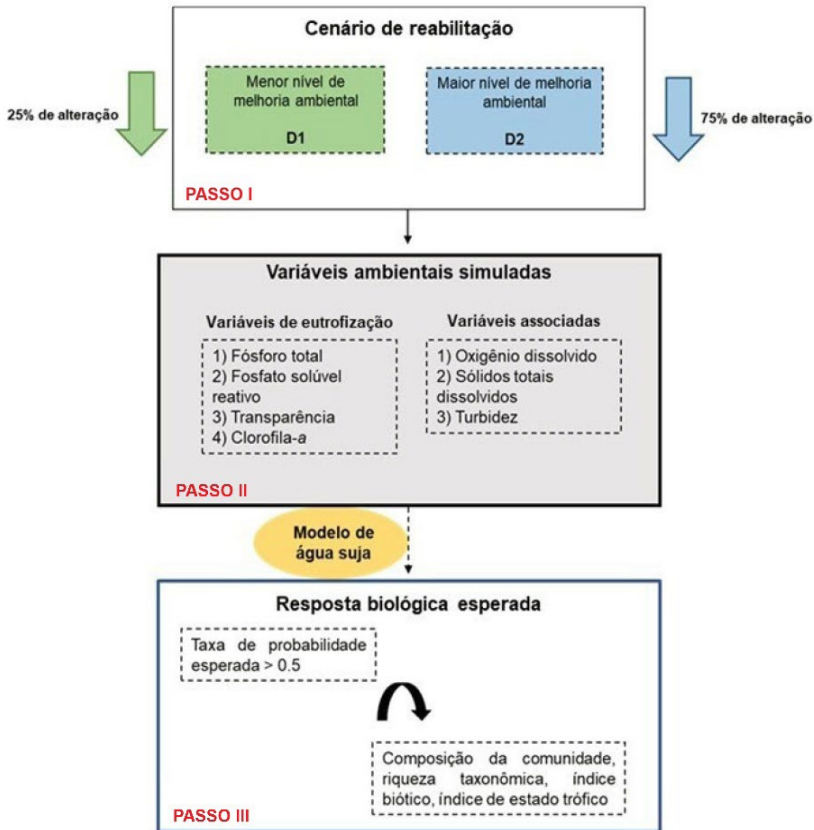 Cenário de reabilitação
25% de alteração
Menor nível de
melhoria ambiental
D1
Maior nível de melhoria
ambiental
D2
75% de alteração
PASSO I
Variáveis ambientais simuladas
Variáveis de eutrofização
1) Fósforo total
2) Fosfato solúvel
reativo
3) Transparência
4) Clorofila-a
Variáveis associadas
1) Oxigênio dissolvido
2) Sólidos totais
dissolvidos
3) Turbidez
PASSO II
Modelo de
água suja
Resposta biológica esperada
Taxa de probabilidade
esperada > 0.5
Composição da comunidade,
riqueza taxonômica, índice
biótico, índice de estado trófico
PASSO III